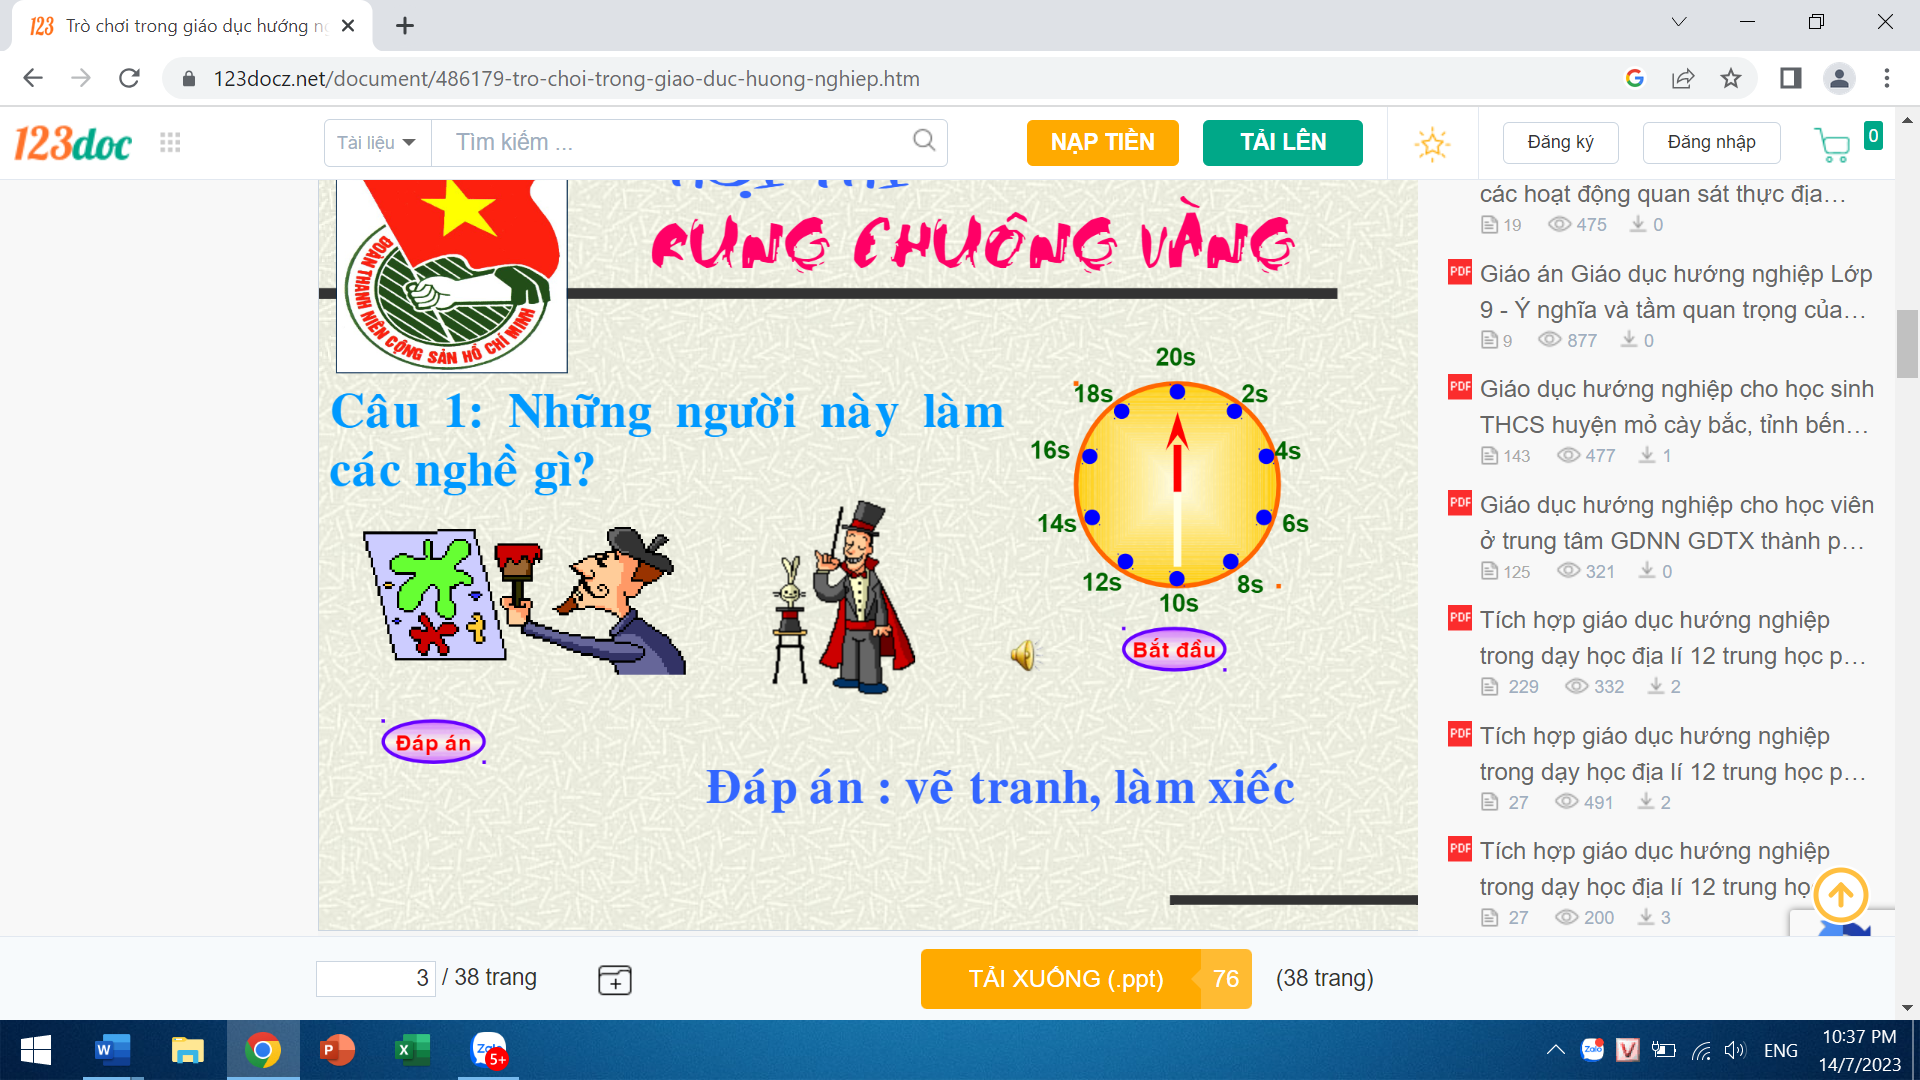 123 Trò chơi trong giáo dục hướng
123docz.net/document/486179-tro-choi-trong-giao-duc-huong-nghiep.htm
123doc
Tài liệu
Tìm kiếm ...
NẠP TIỀN
TẢI LÊN
Đăng ký
Đăng nhập
0
RUNG CHUÔNG VÀNG
ĐOÀN THANH NIÊN CỘNG SẢN HỒ CHÍ MINH
Câu 1: Những người này làm
các nghề gì?
20s
2s
4s
6s
8s
10s
12s
14s
16s
18s
Bắt đầu
Đáp án
Đáp án : vẽ tranh, làm xiếc
các hoạt động quan sát thực địa…
19 475 0
PDF Giáo án Giáo dục hướng nghiệp Lớp
9 - Ý nghĩa và tầm quan trọng của…
9 877 0
PDF Giáo dục hướng nghiệp cho học sinh
THCS huyện mỏ cày bắc, tỉnh bến…
143 477 1
PDF Giáo dục hướng nghiệp cho học viên
ở trung tâm GDNN GDTX thành p…
125 321 0
PDF Tích hợp giáo dục hướng nghiệp
trong dạy học địa lí 12 trung học p…
229 332 2
PDF Tích hợp giáo dục hướng nghiệp
trong dạy học địa lí 12 trung học p…
27 491 2
PDF Tích hợp giáo dục hướng nghiệp
trong dạy học địa lí 12 trung
27 200 3
3 / 38 trang
TẢI XUỐNG (.ppt) 76
(38 trang)
Zalo 5+
ENG
10:37 PM
14/7/2023